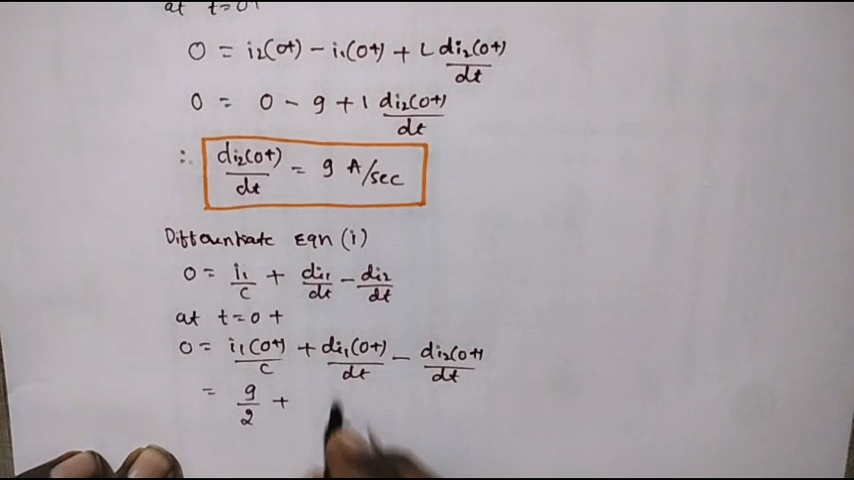 at t=0+
0 = i2(0+) - i1(0+) + L di2(0+)/dt
0 = 0 - 9 + 1 di2(0+)/dt
∴ di2(0+)/dt = 9 A/sec
Differentiate Eqn (i)
0 = i1/C + di1/dt - di2/dt
at t=0+
0 = i1(0+)/C + di1(0+)/dt - di2(0+)/dt
= 9/2 +